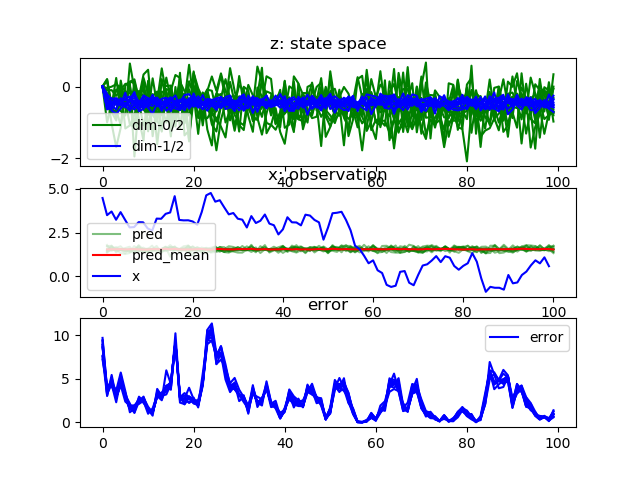 z: state space
0
−2
dim-0/2
dim-1/2
0 20 40 60 80 100
x: observation
5.0
2.5
0.0
pred
pred_mean
x
0 20 40 60 80 100
error
10
5
0
error
0 20 40 60 80 100